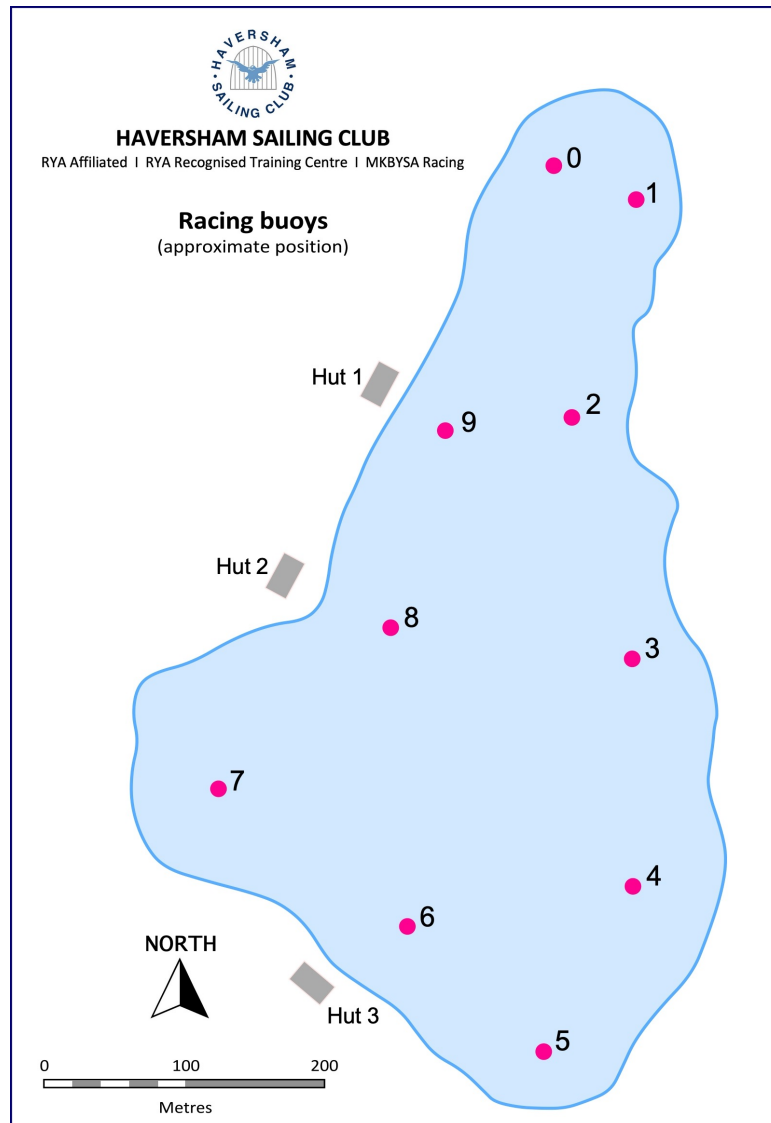 HAVERSHAM
SAILING CLUB
HAVERSHAM SAILING CLUB
RYA Affiliated I RYA Recognised Training Centre I MKBYSA Racing
Racing buoys
(approximate position)
0
1
Hut 1
2
9
Hut 2
8
3
7
4
6
NORTH
Hut 3
5
0 100 200
Metres